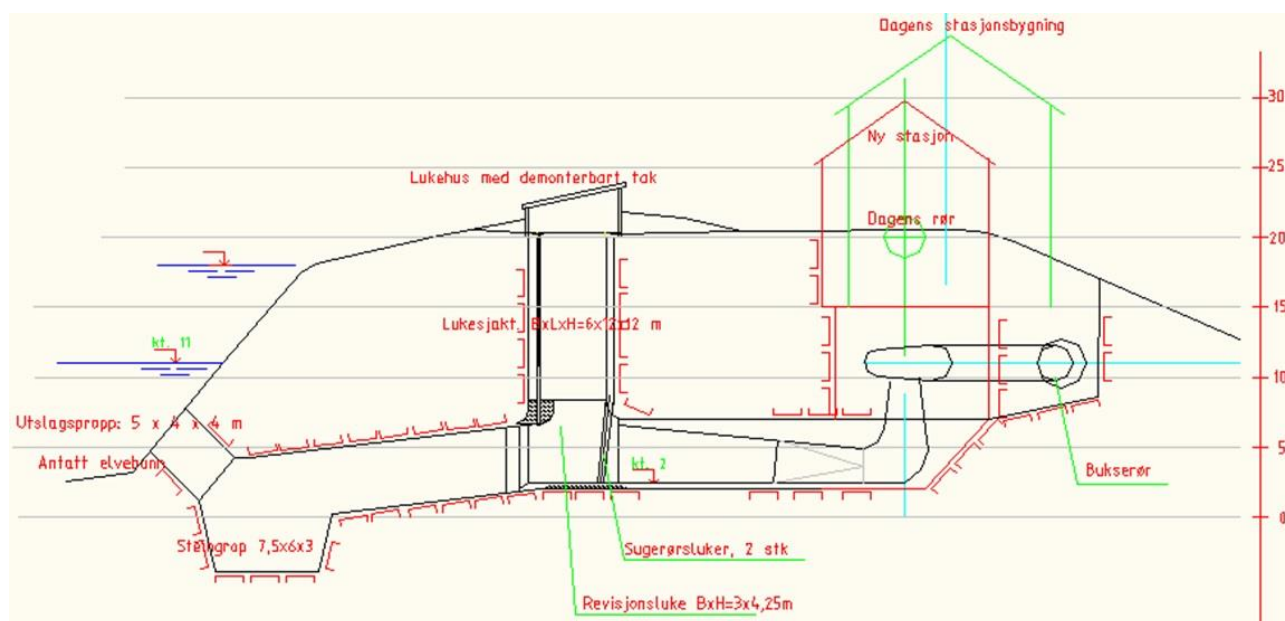 Dagens stasjonsbygning
30
Ny stasjon
25
Lukehus med demonterbart tak
Dagens rør
20
15
Lukesjakt, BxLxH=6x12x12 m
kt. 11
10
Utslagspropp: 5 x 4 x 4 m
5
Antatt elvebunn
kt. 2
Bukserør
0
Steingrop 7,5x6x3
Sugerørsluker, 2 stk
Revisjonsluke BxH=3x4,25m